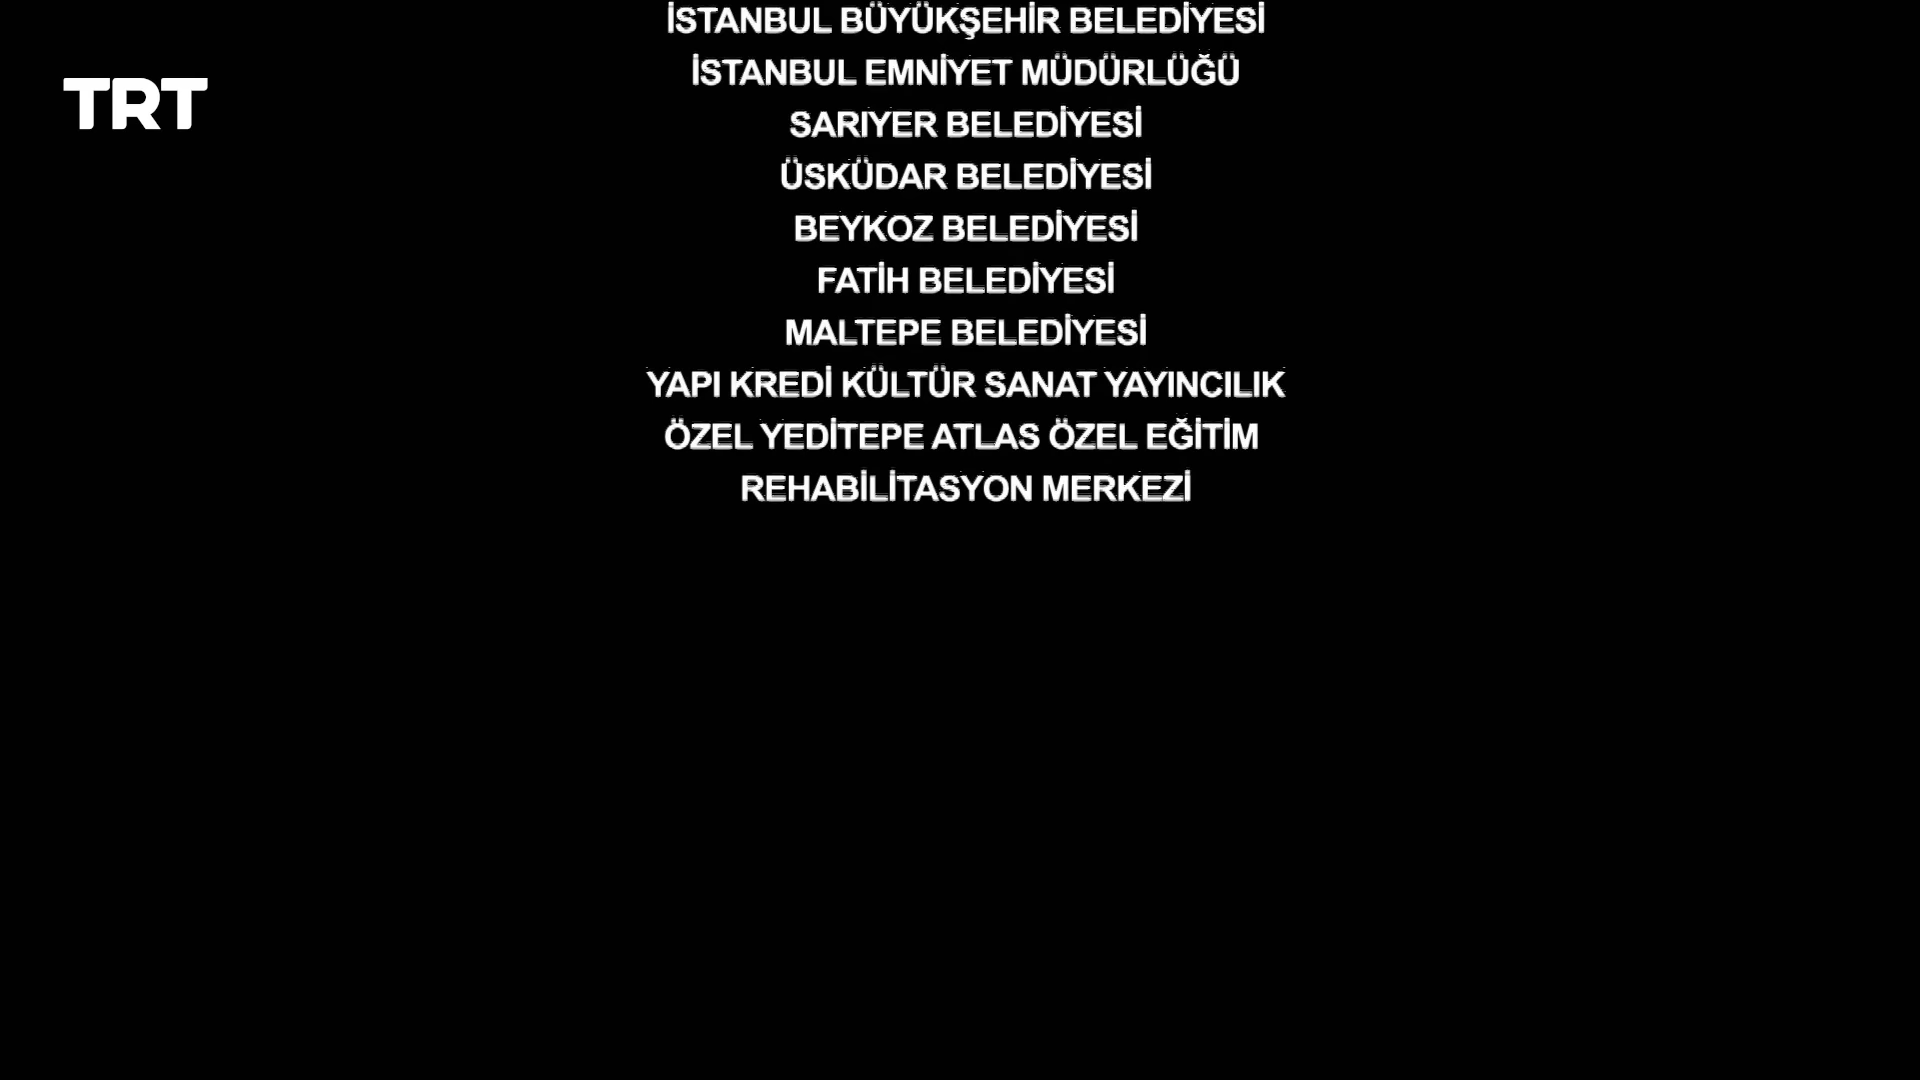 İSTANBUL BÜYÜKŞEHİR BELEDİYESİ
İSTANBUL EMNİYET MÜDÜRLÜĞÜ
TRT
SARIYER BELEDİYESİ
ÜSKÜDAR BELEDİYESİ
BEYKOZ BELEDİYESİ
FATİH BELEDİYESİ
MALTEPE BELEDİYESİ
YAPI KREDİ KÜLTÜR SANAT YAYINCILIK
ÖZEL YEDİTEPE ATLAS ÖZEL EĞİTİM
REHABİLİTASYON MERKEZİ